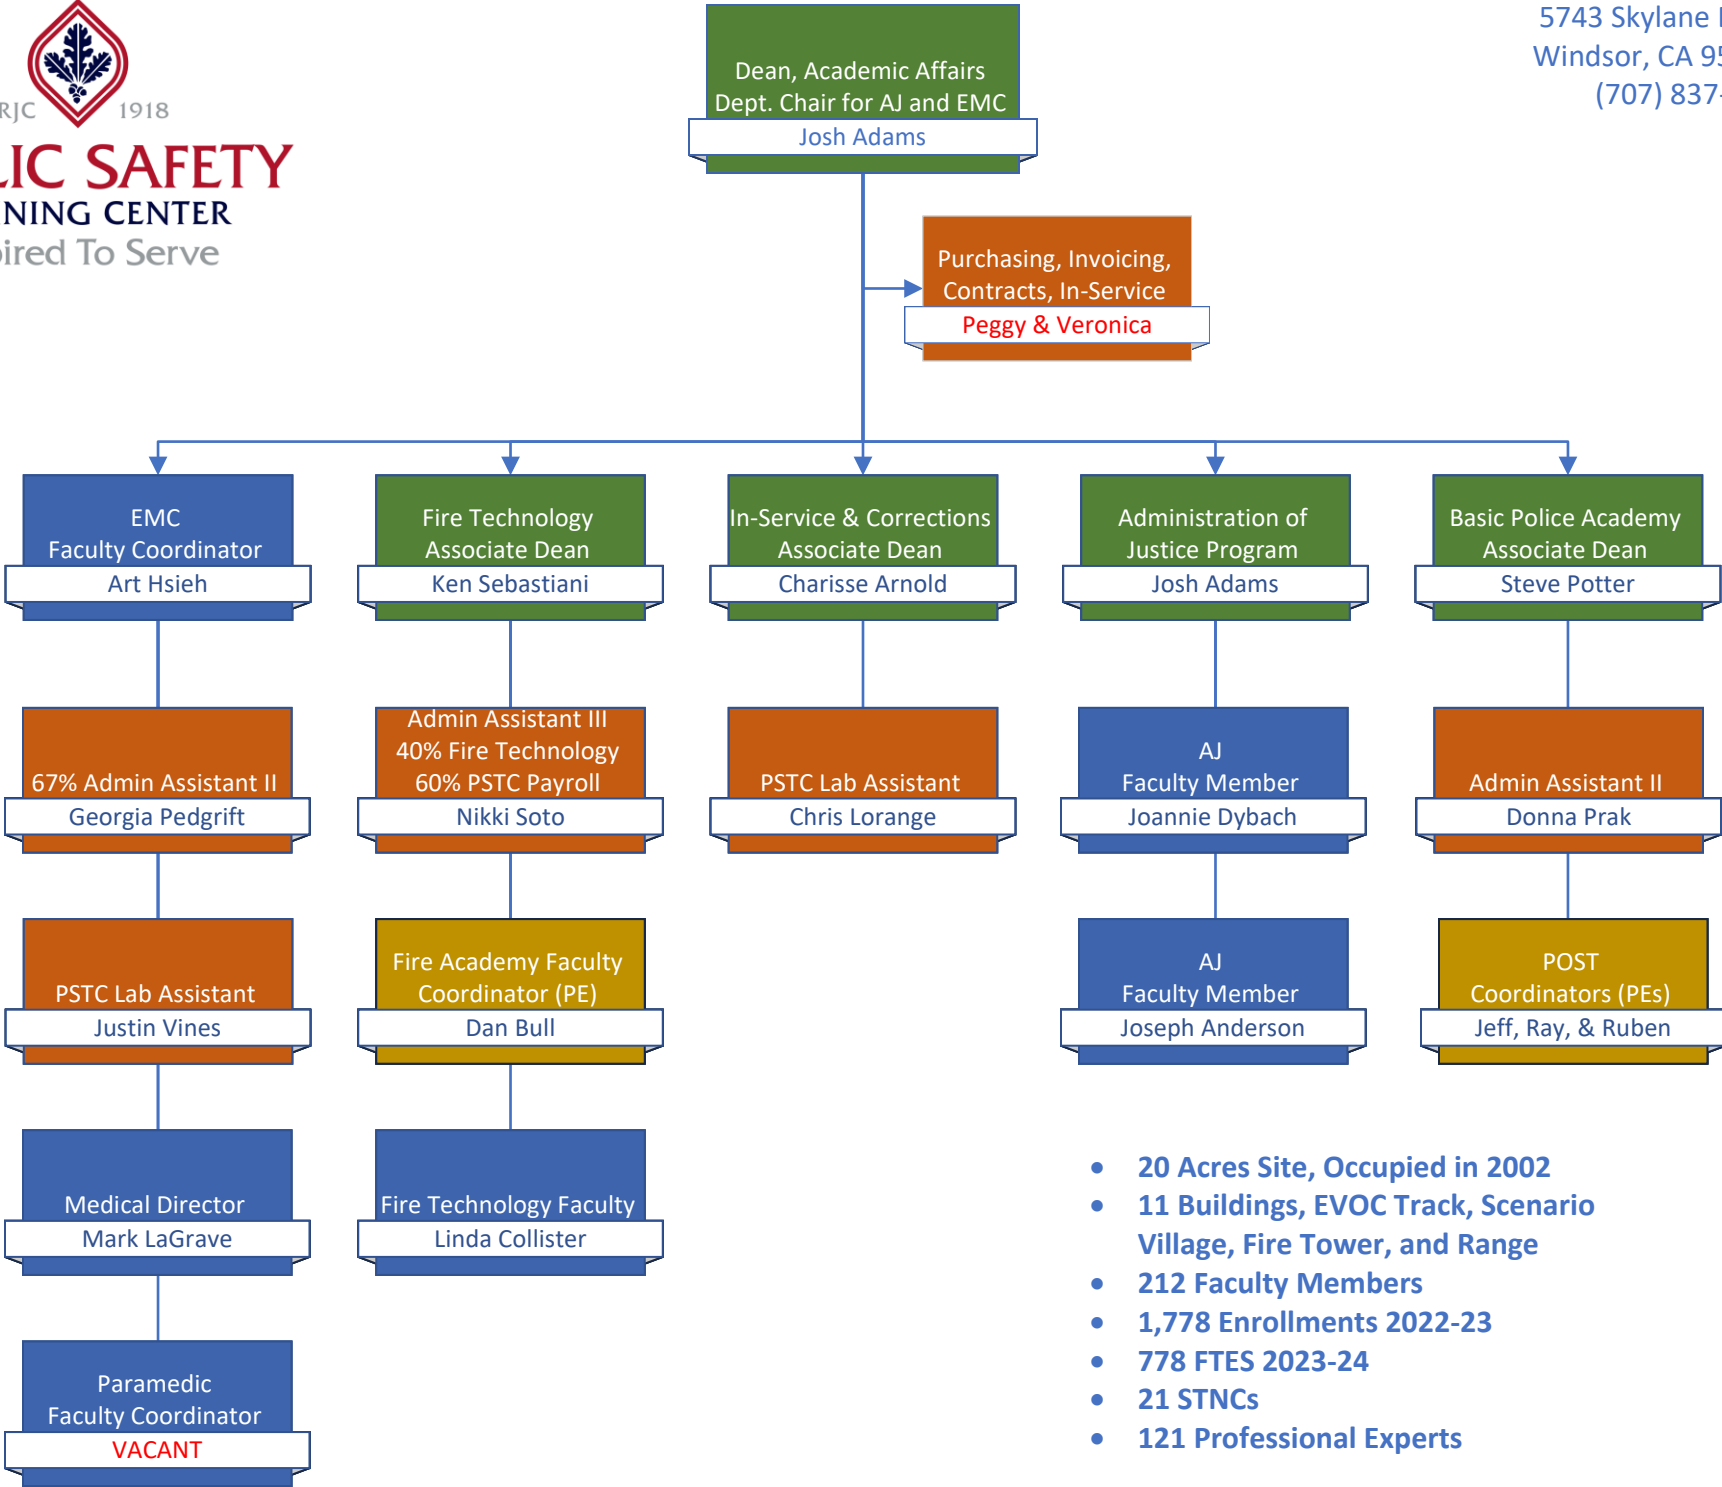 1918
SAFETY
CENTER
To Serve
5743 Skylane
Windsor, CA
(707)
Dean, Academic Affairs
Dept. Chair for AJ and EMC
Josh Adams
Purchasing, Invoicing,
Contracts, In-Service
Peggy & Veronica
EMC
Faculty Coordinator
Art Hsieh
Fire Technology
Associate Dean
Ken Sebastiani
In-Service & Corrections
Associate Dean
Charisse Arnold
Administration of
Justice Program
Josh Adams
Basic Police Academy
Associate Dean
Steve Potter
67% Admin Assistant II
Georgia Pedgrift
Admin Assistant III
40% Fire Technology
60% PSTC Payroll
Nikki Soto
PSTC Lab Assistant
Chris Lorange
AJ
Faculty Member
Joannie Dybach
Admin Assistant II
Donna Prak
PSTC Lab Assistant
Justin Vines
Fire Academy Faculty
Coordinator (PE)
Dan Bull
AJ
Faculty Member
Joseph Anderson
POST
Coordinators (PEs)
Jeff, Ray, & Ruben
Medical Director
Mark LaGrave
Fire Technology Faculty
Linda Collister
Paramedic
Faculty Coordinator
VACANT
• 20 Acres Site, Occupied in 2002
• 11 Buildings, EVOC Track, Scenario
Village, Fire Tower, and Range
• 212 Faculty Members
• 1,778 Enrollments 2022-23
• 778 FTES 2023-24
• 21 STNCs
• 121 Professional Experts